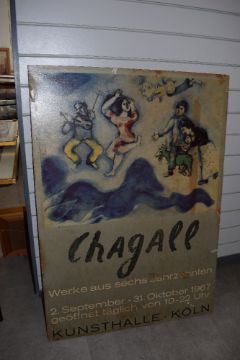 Chagall
Werke aus sechs Jahrzehnten
2. September - 31. Oktober 1967
geöffnet täglich von 10-22 Uhr
KUNSTHALLE · KÖLN